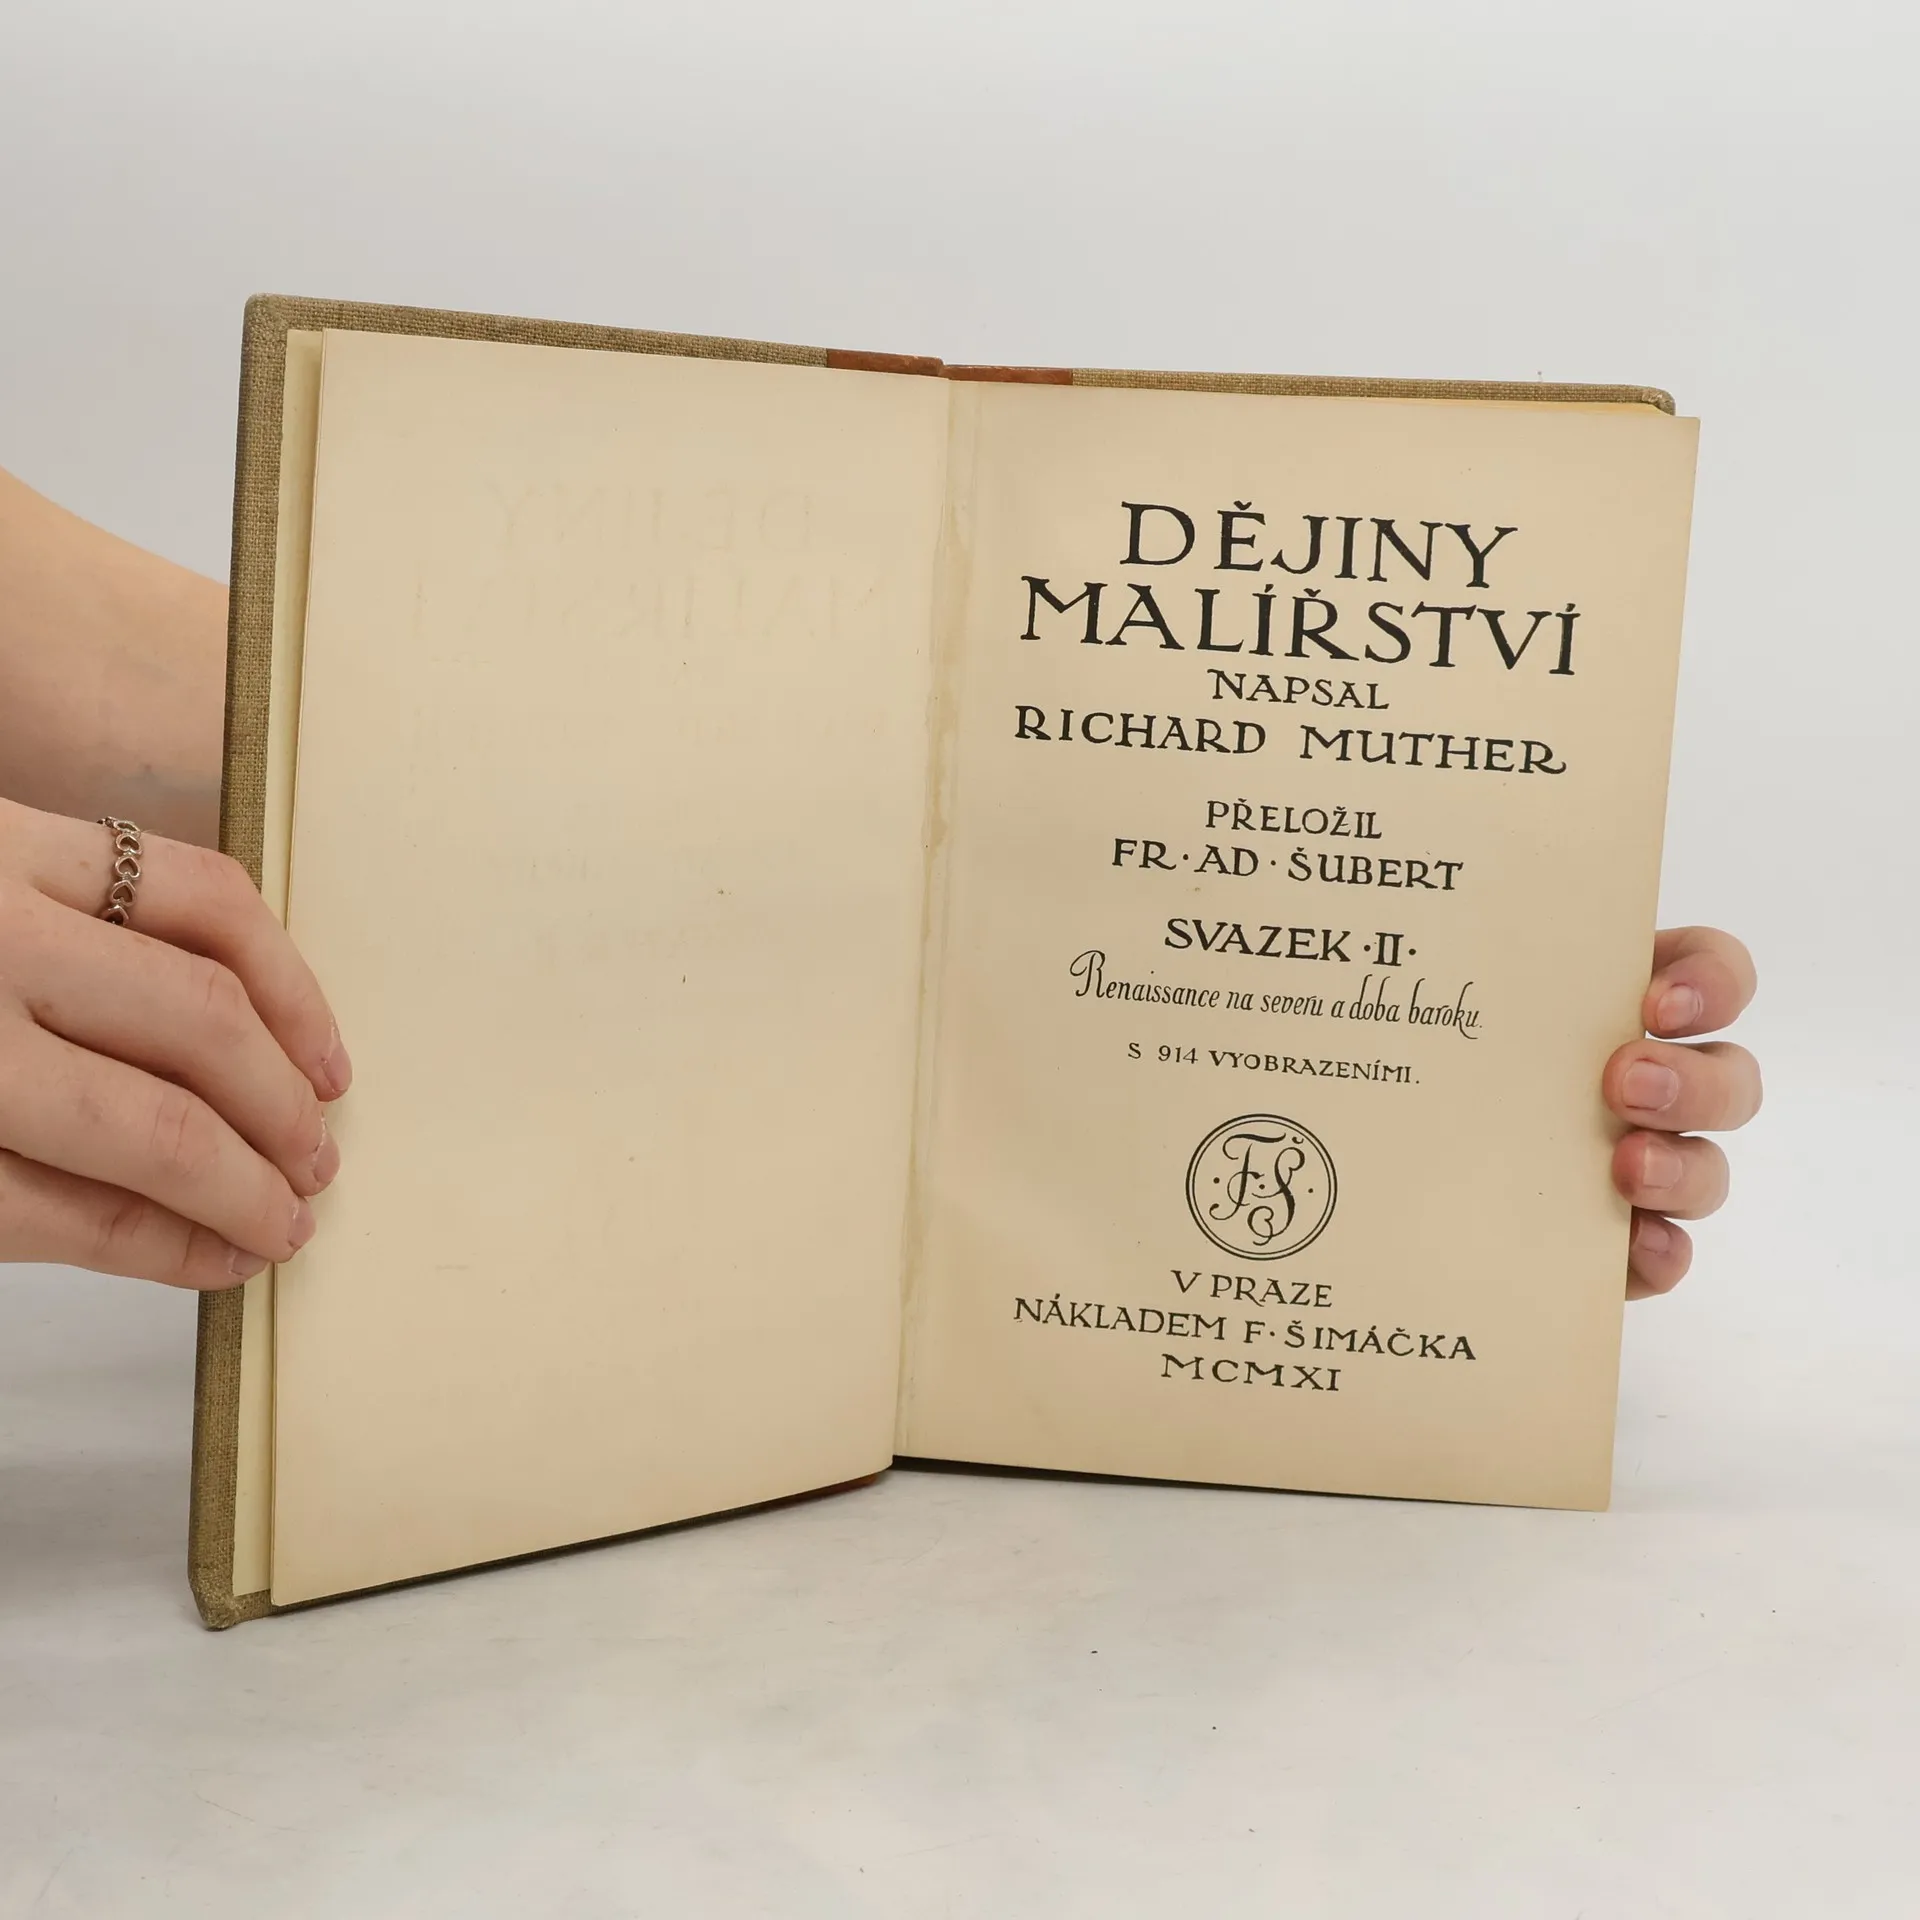 DĚJINY
MALÍŘSTVÍ
NAPSAL
RICHARD MUTHER
PŘELOŽIL
FR·AD·ŠUBERT
SVAZEK·II·
Renaissance na severu a doba baroku.
S 914 VYOBRAZENÍMI.
F·Š
V PRAZE
NÁKLADEM F·ŠIMÁČKA
MCMXI